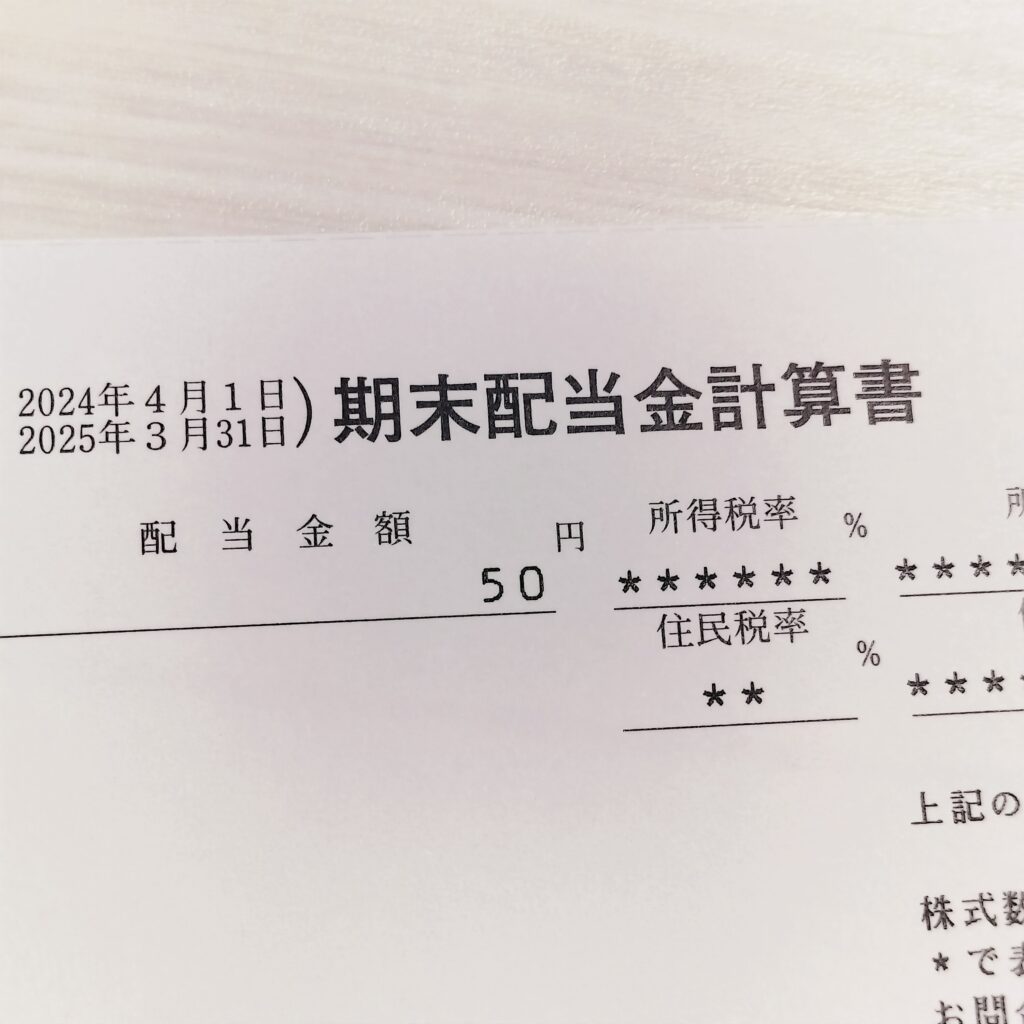 2024年４月１日
2025年３月31日) 期末配当金計算書
配当金額 円 所得税率 %
50 ****** ****
住民税率 %
** ****
上記の
株式数
* で表
お問